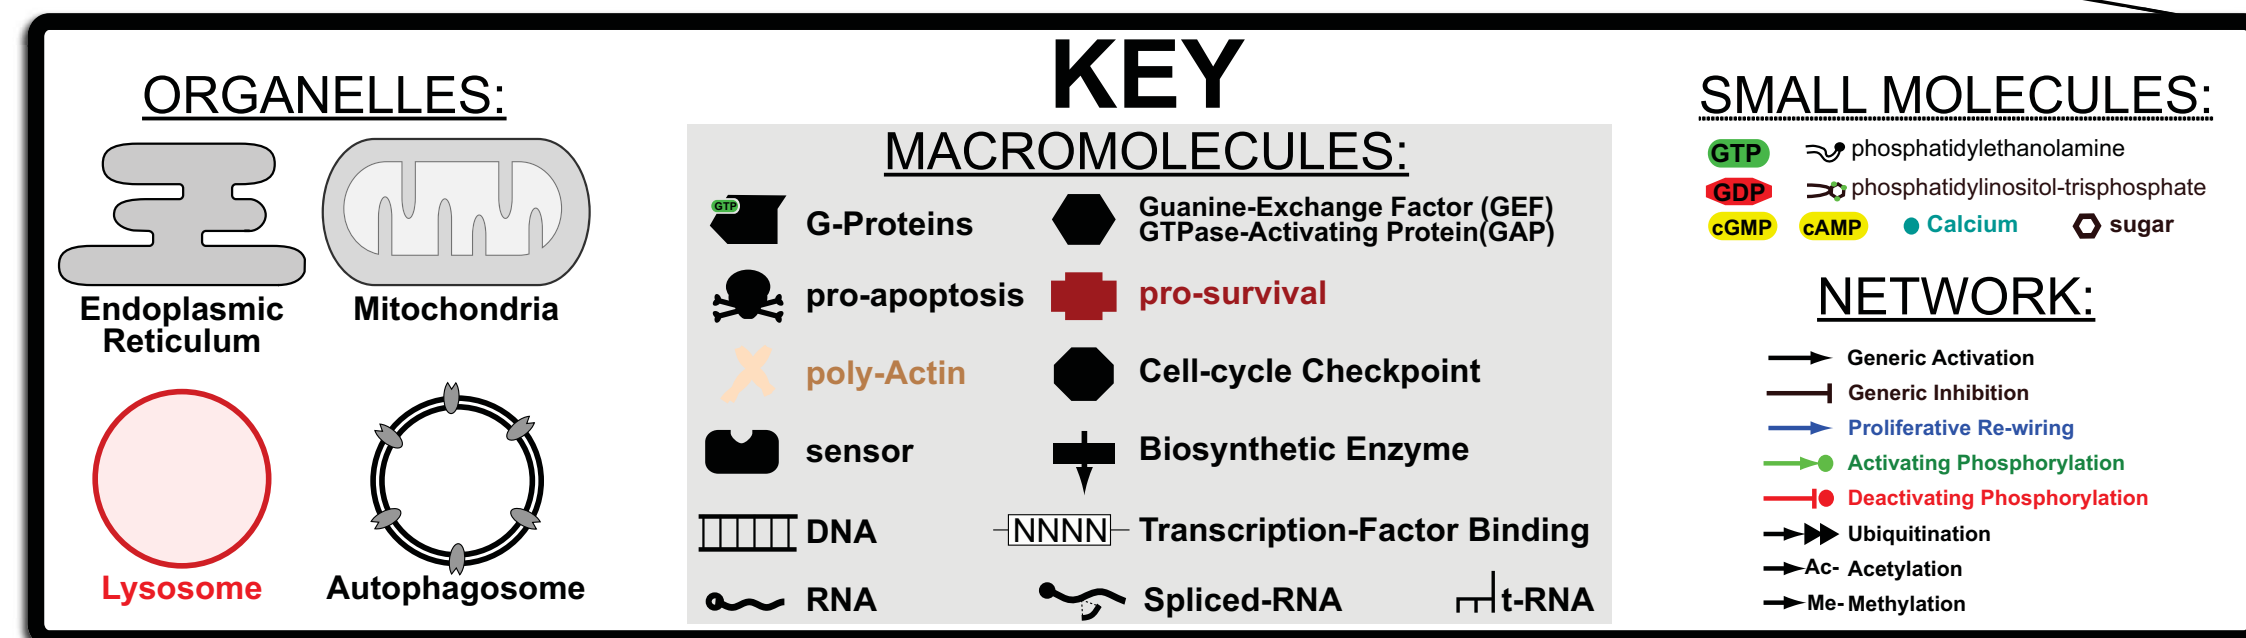 KEY
ORGANELLES:
Endoplasmic
Reticulum
Mitochondria
Lysosome
Autophagosome
MACROMOLECULES:
GTP
G-Proteins
Guanine-Exchange Factor (GEF)
GTPase-Activating Protein(GAP)
pro-apoptosis
pro-survival
poly-Actin
Cell-cycle Checkpoint
sensor
Biosynthetic Enzyme
DNA
NNNN
Transcription-Factor Binding
RNA
Spliced-RNA
t-RNA
SMALL MOLECULES:
GTP
phosphatidylethanolamine
GDP
phosphatidylinositol-trisphosphate
cGMP
cAMP
Calcium
sugar
NETWORK:
Generic Activation
Generic Inhibition
Proliferative Re-wiring
Activating Phosphorylation
Deactivating Phosphorylation
Ubiquitination
Ac- Acetylation
Me- Methylation